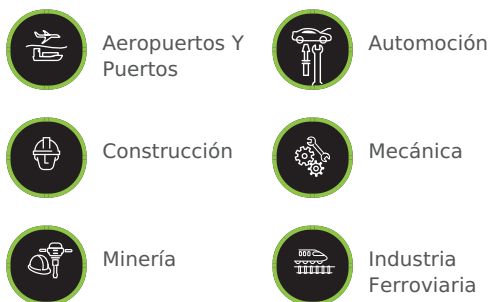 Aeropuertos Y
Puertos
Automoción
Construcción
Mecánica
Minería
Industria
Ferroviaria